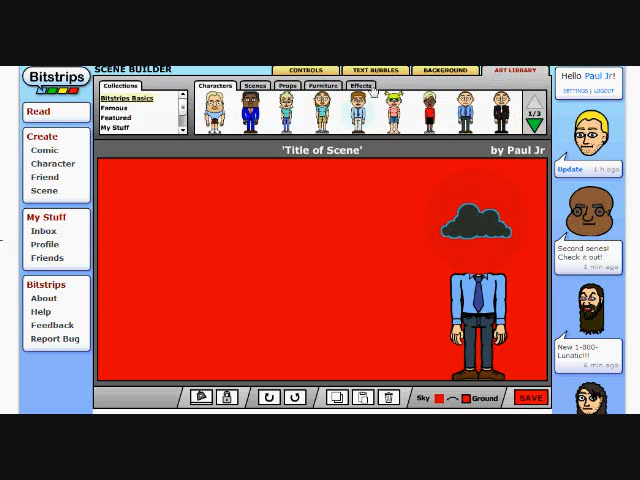 SCENE BUILDER
CONTROLS
TEXT BUBBLES
BACKGROUND
ART LIBRARY
Bitstrips
Read
Create
Comic
Character
Friend
Scene
My Stuff
Inbox
Profile
Friends
Bitstrips
About
Help
Feedback
Report Bug
Collections
Bitstrips Basics
Famous
Featured
My Stuff
Characters
Scenes
Props
Furniture
Effects
1/3
'Title of Scene'
by Paul Jr
Sky
Ground
SAVE
Hello Paul Jr!
SETTINGS | LOGOUT
Update
1 h ago
Second series!
Check it out!
1 min ago
New 1-800-
Lunatic!!!
6 min ago